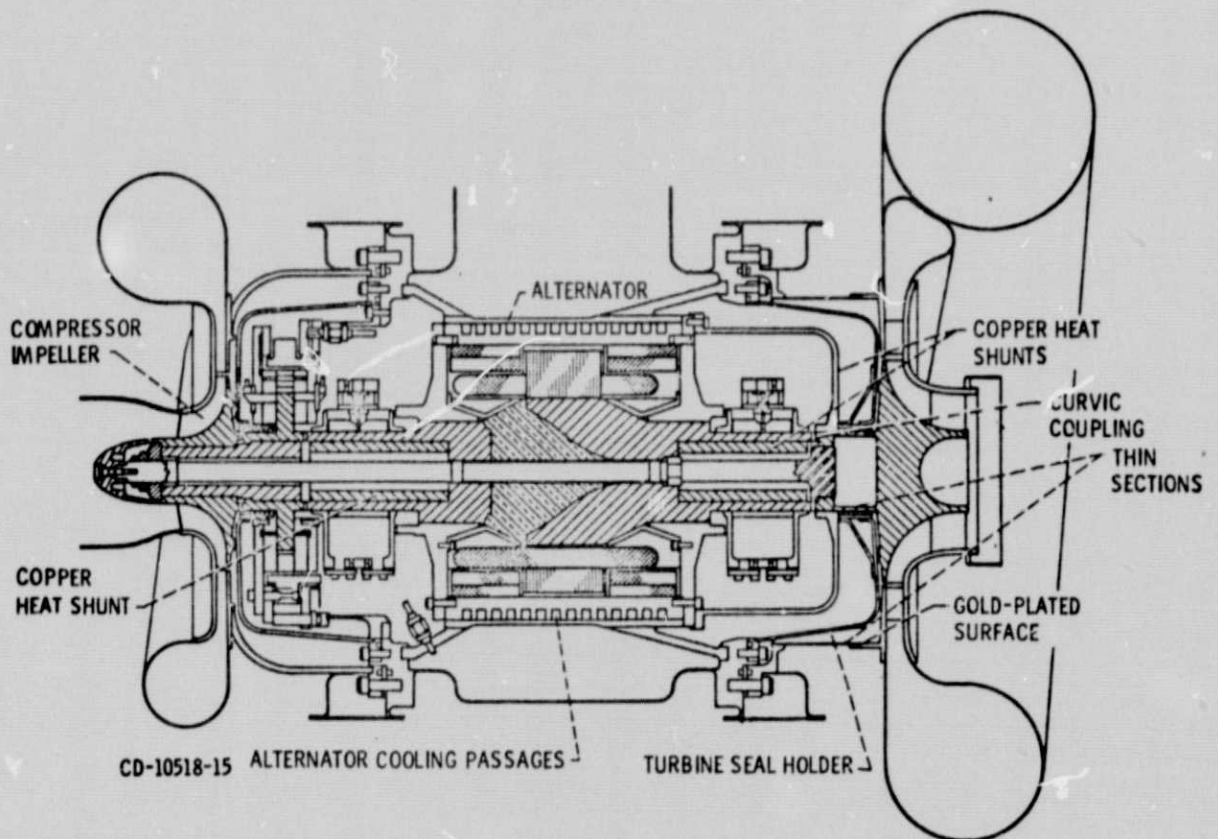 ALTERNATOR
COMPRESSOR
IMPELLER
COPPER HEAT
SHUNTS
CURVIC
COUPLING
THIN
SECTIONS
COPPER
HEAT SHUNT
GOLD-PLATED
SURFACE
CD-10518-15
ALTERNATOR COOLING PASSAGES
TURBINE SEAL HOLDER